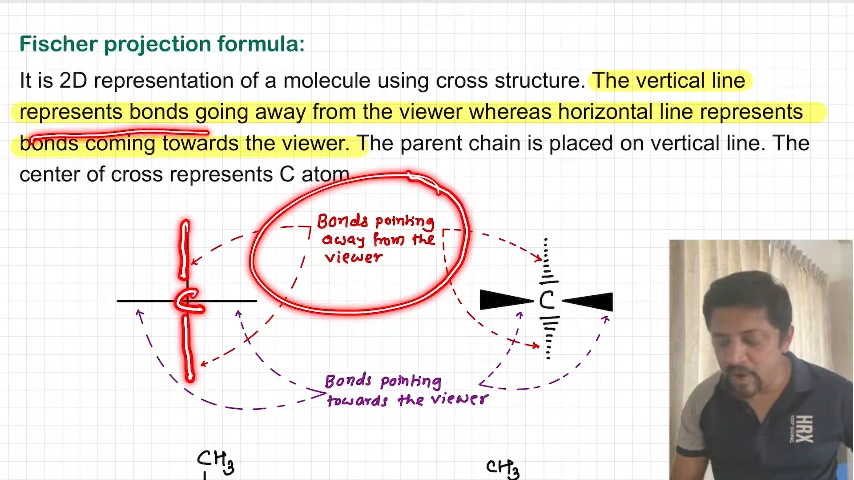 Fischer projection formula:
It is 2D representation of a molecule using cross structure. The vertical line
represents bonds going away from the viewer whereas horizontal line represents
bonds coming towards the viewer. The parent chain is placed on vertical line. The
center of cross represents C atom
Bonds pointing
away from the
viewer
C
C
Bonds pointing
towards the viewer
HRX
CH3
CH3